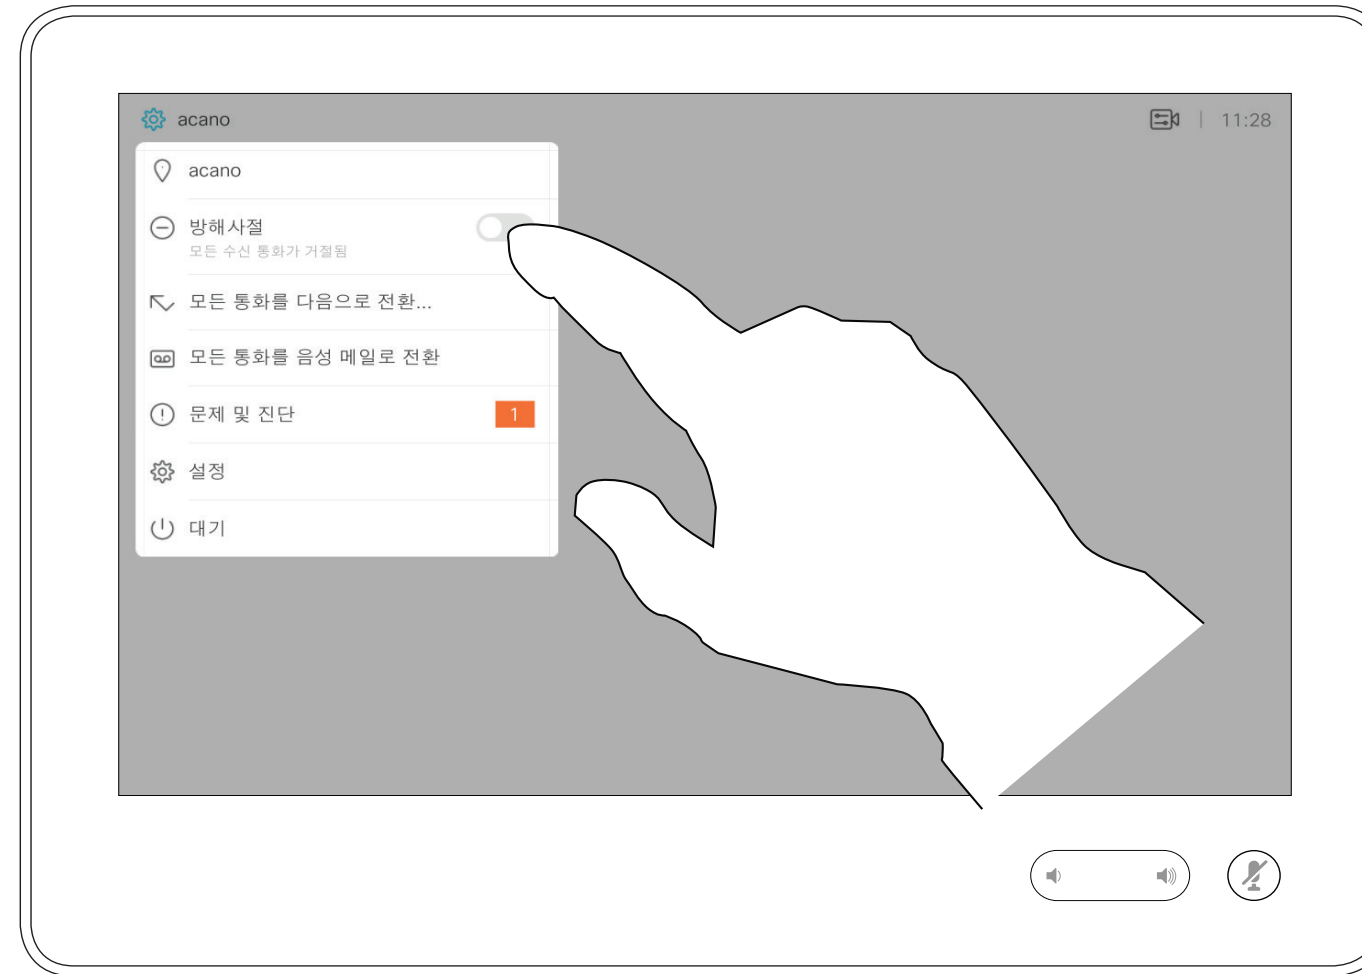 acano
11:28
acano
방해사절
모든 수신 통화가 거절됨
모든 통화를 다음으로 전환...
모든 통화를 음성 메일로 전환
문제 및 진단 1
설정
대기